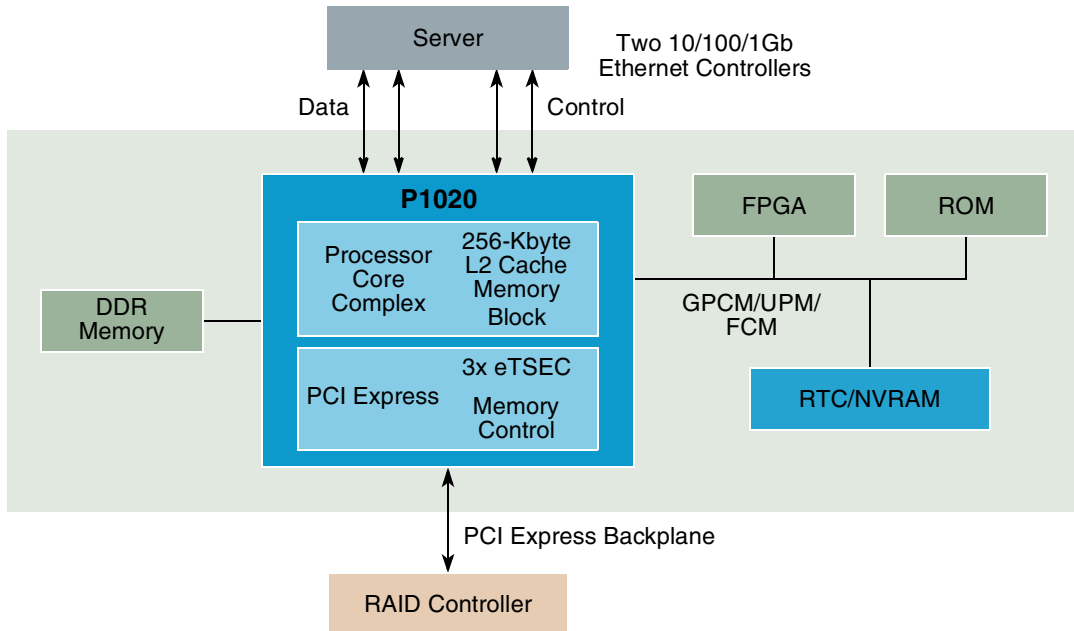 Server
Two 10/100/1Gb
Ethernet Controllers
Data
Control
P1020
Processor
Core
Complex
256-Kbyte
L2 Cache
Memory
Block
PCI Express
3x eTSEC
Memory
Control
DDR
Memory
FPGA
ROM
GPCM/UPM/
FCM
RTC/NVRAM
PCI Express Backplane
RAID Controller